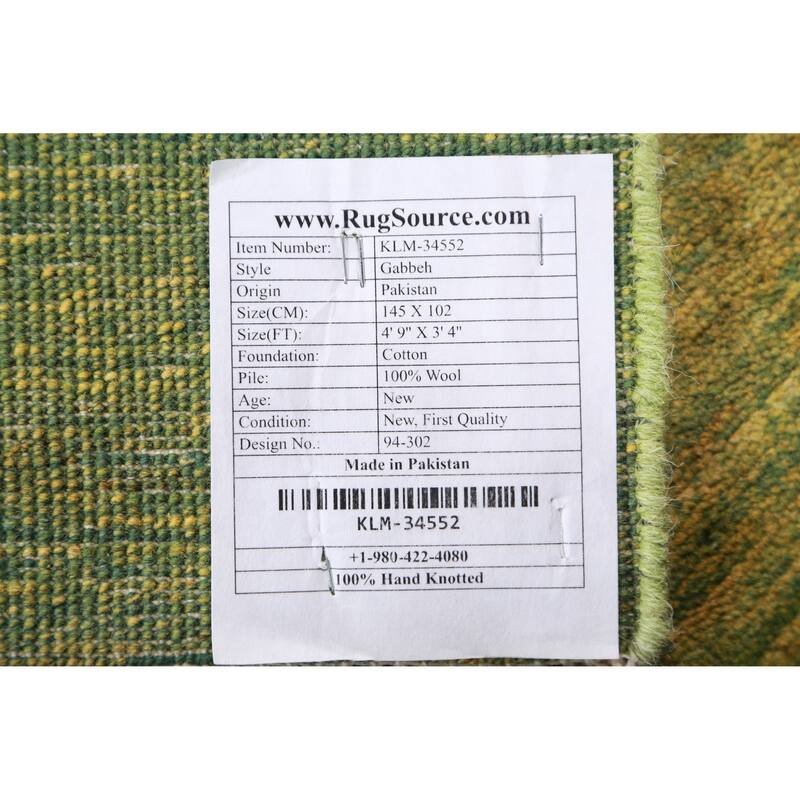 www.RugSource.com
Item Number: KLM-34552
Style Gabbeh
Origin Pakistan
Size(CM): 145 X 102
Size(FT): 4' 9" X 3' 4"
Foundation: Cotton
Pile: 100% Wool
Age: New
Condition: New, First Quality
Design No.: 94-302
Made in Pakistan
KLM-34552
+1-980-422-4080
100% Hand Knotted